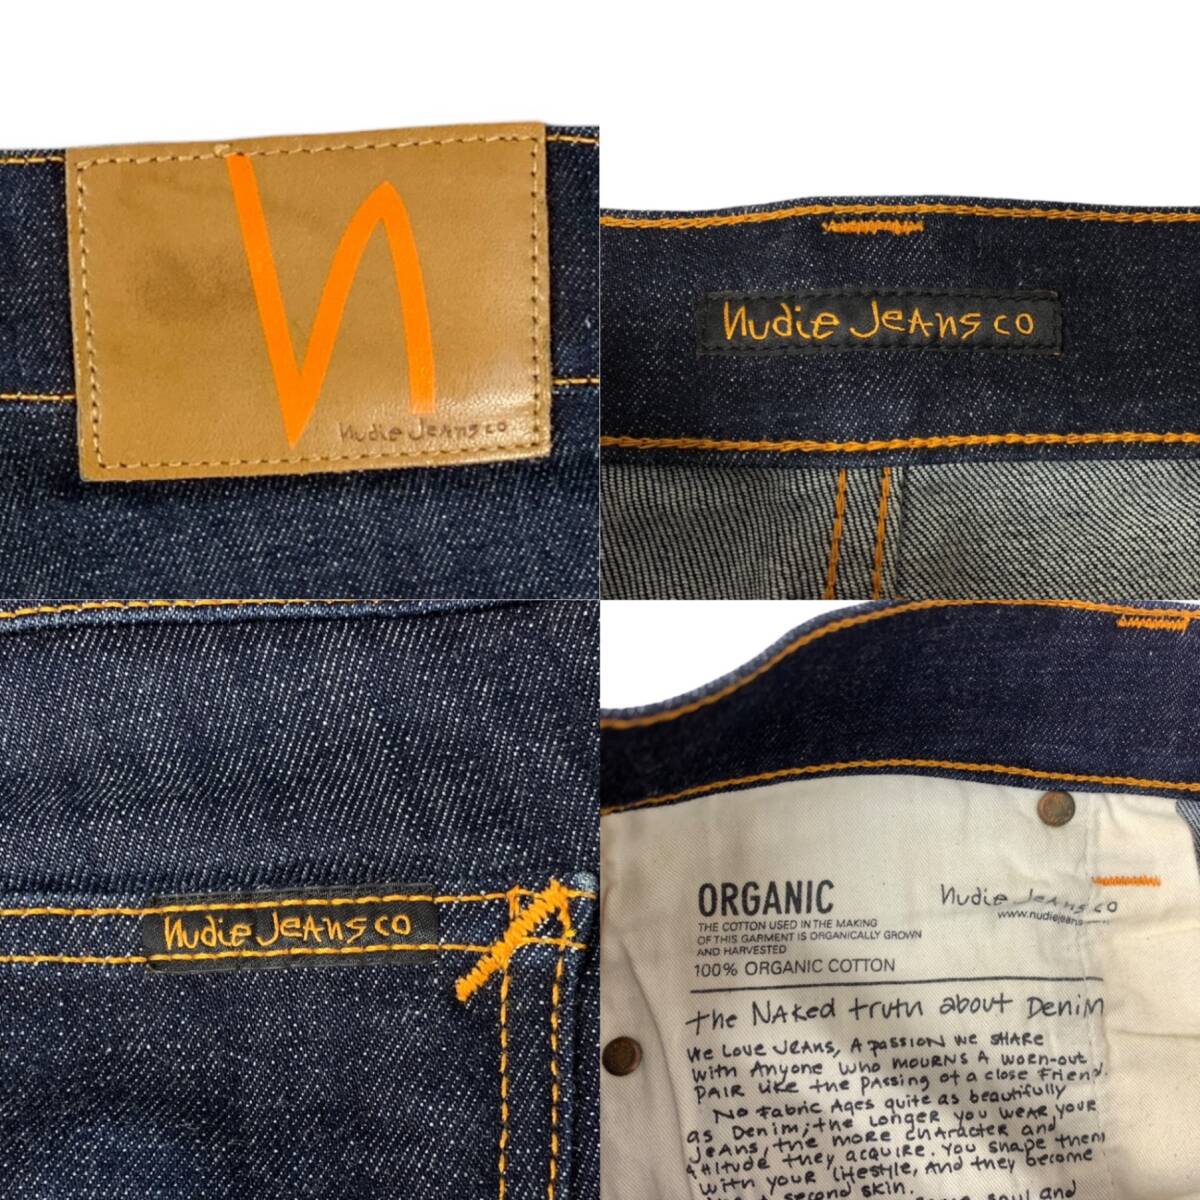 Nudie Jeans co
Nudie Jeans co
Nudie Jeans co
ORGANIC
THE COTTON USED IN THE MAKING
OF THIS GARMENT IS ORGANICALLY GROWN
AND HARVESTED
100% ORGANIC COTTON
Nudie Jeans co
www.nudiejeans
the NAKed truth about Denim
We Love JeAns, A pAssion we sHARe
with Anyone who mourns A worn-out
PAIR Like the pAssing of a close Friend.
No Fabric Ages quite as beautifully
as Denim; the Longer you weAR your
JeAns, the more cHArActer and
Attitude they Acquire. You shape them
with your Lifestyle, And they become
second skin.
soul and